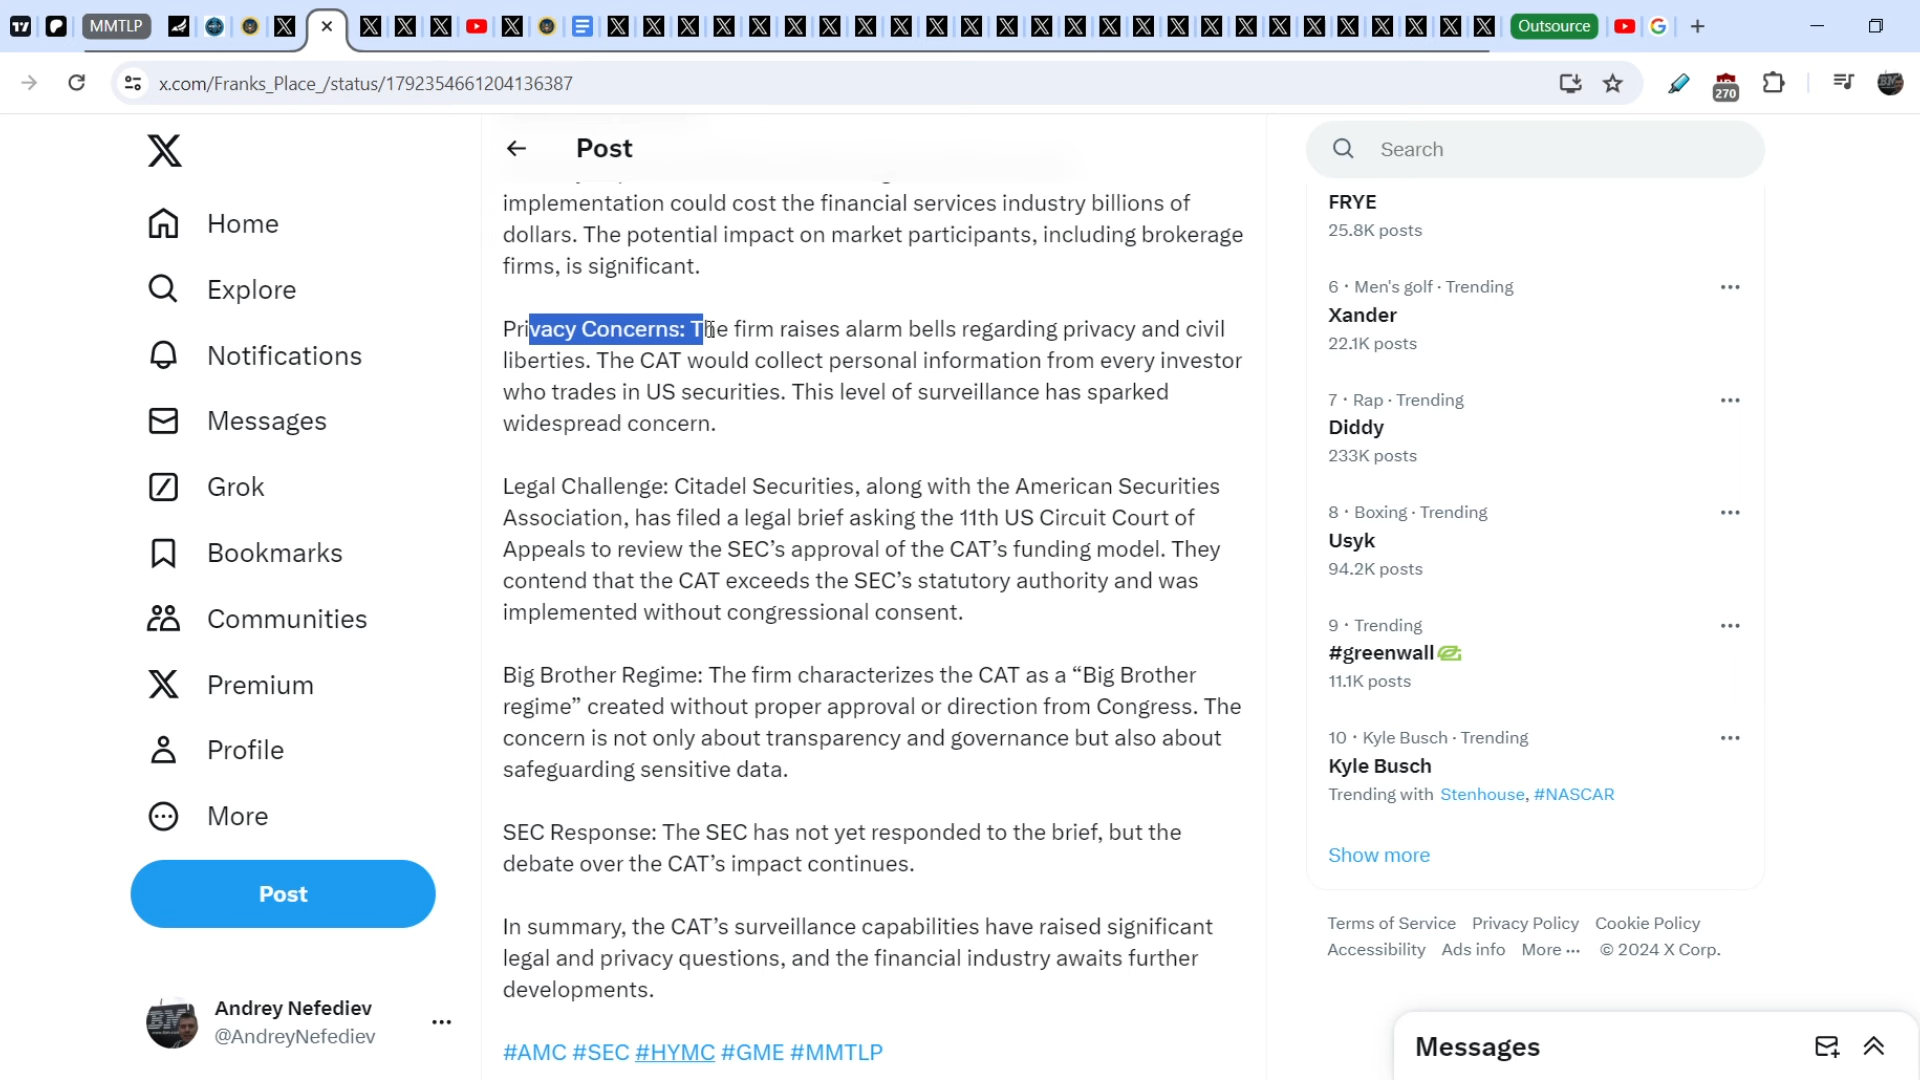 MMTLP
Outsource
x.com/Franks_Place_/status/1792354661204136387
270
Post
Search
Home
Explore
Notifications
Messages
Grok
Bookmarks
Communities
Premium
Profile
More
Post
Andrey Nefediev
@AndreyNefediev
implementation could cost the financial services industry billions of
dollars. The potential impact on market participants, including brokerage
firms, is significant.
Privacy Concerns: The firm raises alarm bells regarding privacy and civil
liberties. The CAT would collect personal information from every investor
who trades in US securities. This level of surveillance has sparked
widespread concern.
Legal Challenge: Citadel Securities, along with the American Securities
Association, has filed a legal brief asking the 11th US Circuit Court of
Appeals to review the SEC’s approval of the CAT’s funding model. They
contend that the CAT exceeds the SEC’s statutory authority and was
implemented without congressional consent.
Big Brother Regime: The firm characterizes the CAT as a “Big Brother
regime” created without proper approval or direction from Congress. The
concern is not only about transparency and governance but also about
safeguarding sensitive data.
SEC Response: The SEC has not yet responded to the brief, but the
debate over the CAT’s impact continues.
In summary, the CAT’s surveillance capabilities have raised significant
legal and privacy questions, and the financial industry awaits further
developments.
#AMC #SEC #HYMC #GME #MMTLP
FRYE
25.8K posts
6 · Men's golf · Trending
Xander
22.1K posts
7 · Rap · Trending
Diddy
233K posts
8 · Boxing · Trending
Usyk
94.2K posts
9 · Trending
#greenwall
11.1K posts
10 · Kyle Busch · Trending
Kyle Busch
Trending with Stenhouse, #NASCAR
Show more
Terms of Service Privacy Policy Cookie Policy
Accessibility Ads info More ··· © 2024 X Corp.
Messages